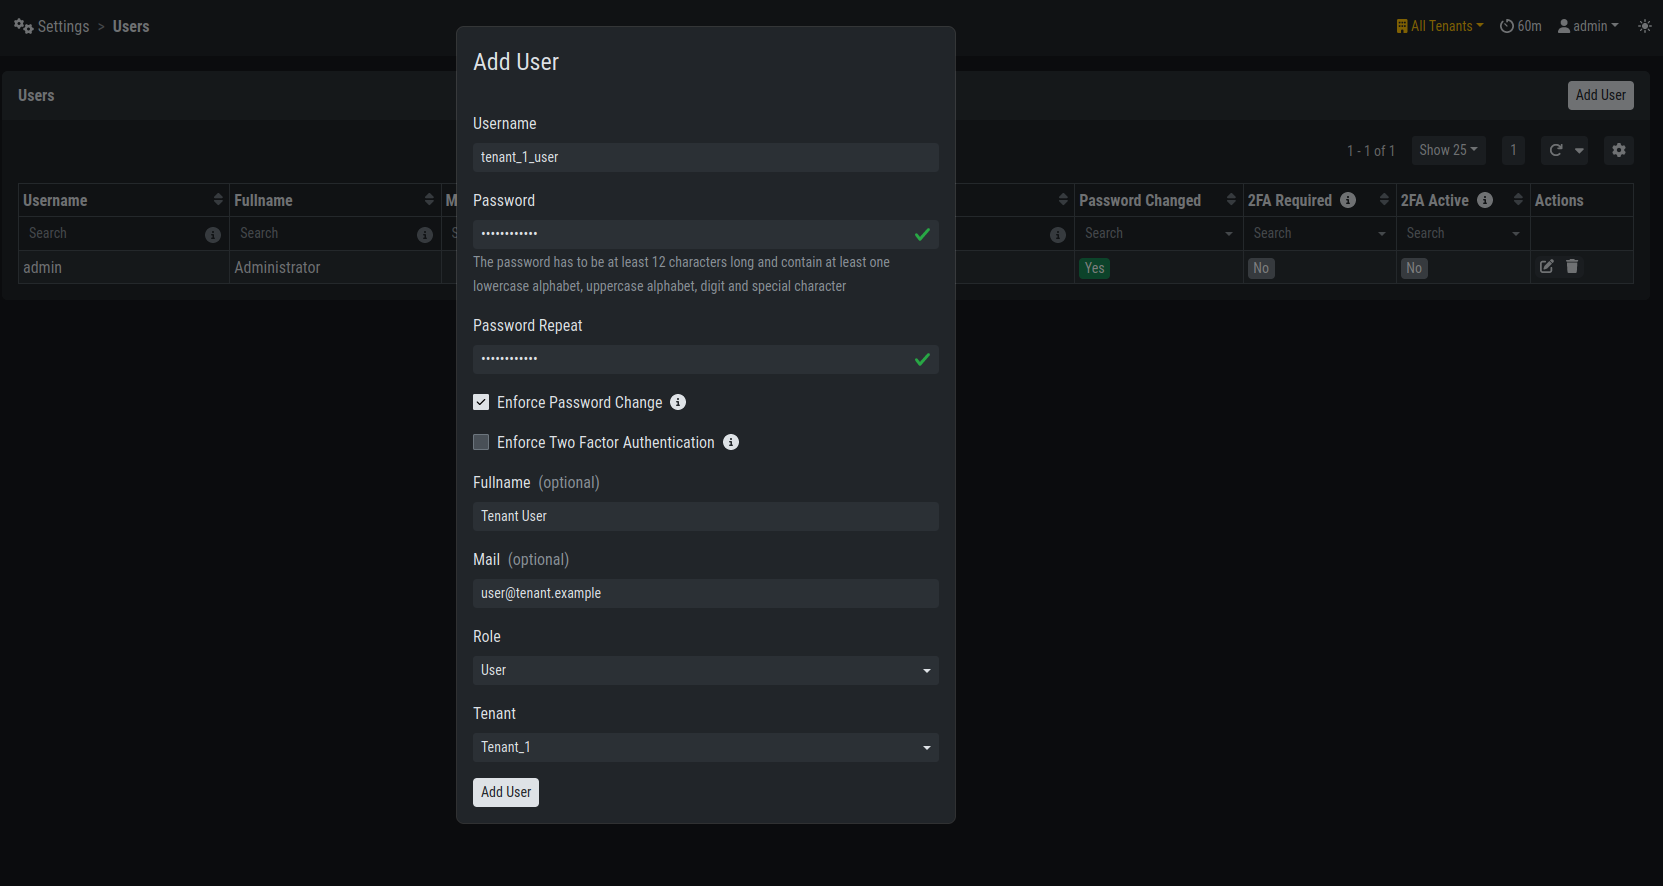 Settings > Users
All Tenants
60m
admin
Users
Add User
1 - 1 of 1
Show 25
1
Username
Fullname
M
Password Changed
2FA Required
2FA Active
Actions
Search
Search
S
Search
Search
Search
admin
Administrator
Yes
No
No
Add User
Username
tenant_1_user
Password
••••••••••••
The password has to be at least 12 characters long and contain at least one
lowercase alphabet, uppercase alphabet, digit and special character
Password Repeat
••••••••••••
Enforce Password Change
Enforce Two Factor Authentication
Fullname (optional)
Tenant User
Mail (optional)
user@tenant.example
Role
User
Tenant
Tenant_1
Add User